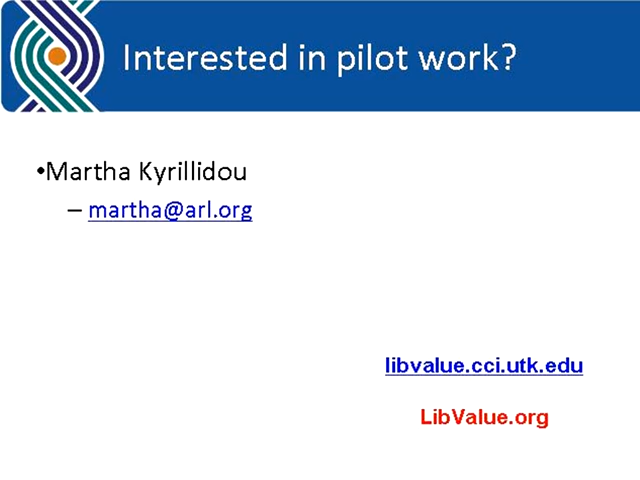 Interested in pilot work?
•Martha Kyrillidou
– martha@arl.org
libvalue.cci.utk.edu
LibValue.org